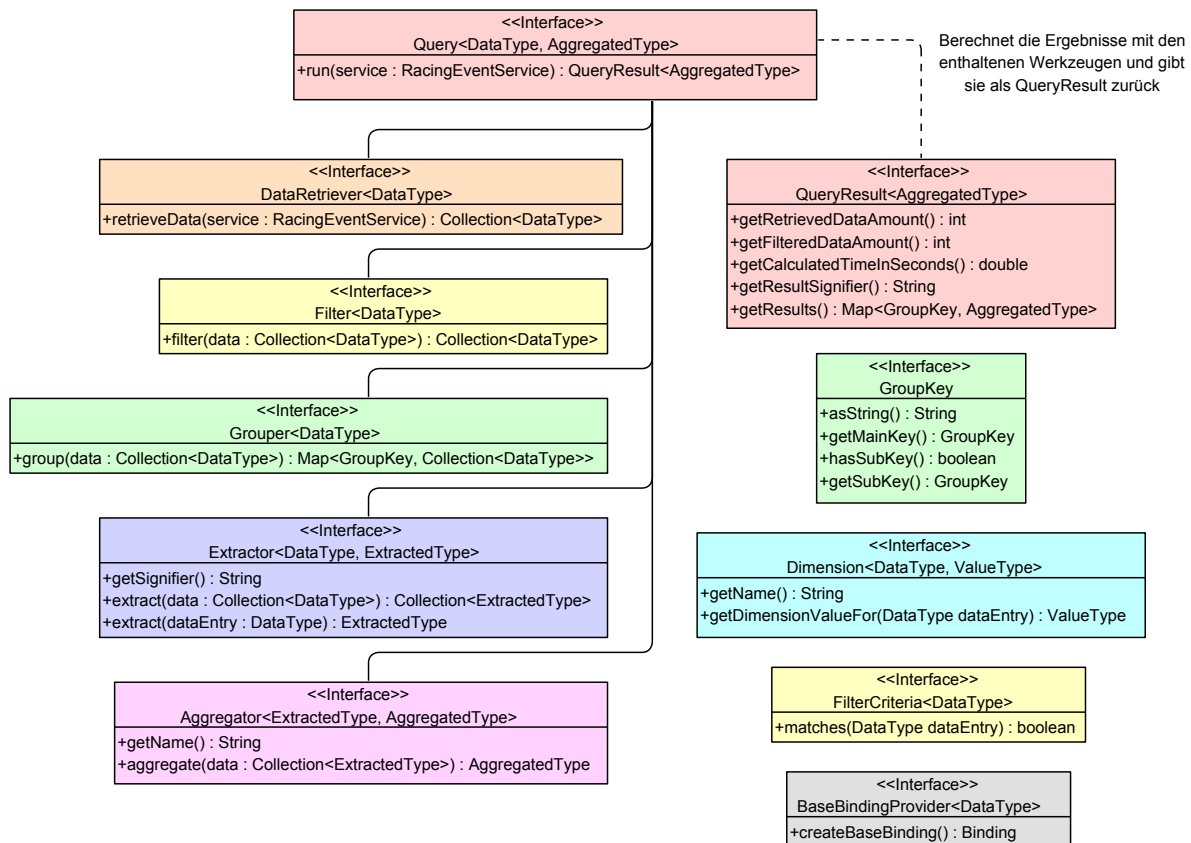 <<Interface>>
Query<DataType, AggregatedType>
+run(service : RacingEventService) : QueryResult<AggregatedType>
Berechnet die Ergebnisse mit den
enthaltenen Werkzeugen und gibt
sie als QueryResult zurück
<<Interface>>
DataRetriever<DataType>
+retrieveData(service : RacingEventService) : Collection<DataType>
<<Interface>>
QueryResult<AggregatedType>
+getRetrievedDataAmount() : int
+getFilteredDataAmount() : int
+getCalculatedTimeInSeconds() : double
+getResultSignifier() : String
+getResults() : Map<GroupKey, AggregatedType>
<<Interface>>
Filter<DataType>
+filter(data : Collection<DataType>) : Collection<DataType>
<<Interface>>
GroupKey
+asString() : String
+getMainKey() : GroupKey
+hasSubKey() : boolean
+getSubKey() : GroupKey
<<Interface>>
Grouper<DataType>
+group(data : Collection<DataType>) : Map<GroupKey, Collection<DataType>>
<<Interface>>
Extractor<DataType, ExtractedType>
+getSignifier() : String
+extract(data : Collection<DataType>) : Collection<ExtractedType>
+extract(dataEntry : DataType) : ExtractedType
<<Interface>>
Dimension<DataType, ValueType>
+getName() : String
+getDimensionValueFor(DataType dataEntry) : ValueType
<<Interface>>
Aggregator<ExtractedType, AggregatedType>
+getName() : String
+aggregate(data : Collection<ExtractedType>) : AggregatedType
<<Interface>>
FilterCriteria<DataType>
+matches(DataType dataEntry) : boolean
<<Interface>>
BaseBindingProvider<DataType>
+createBaseBinding() : Binding